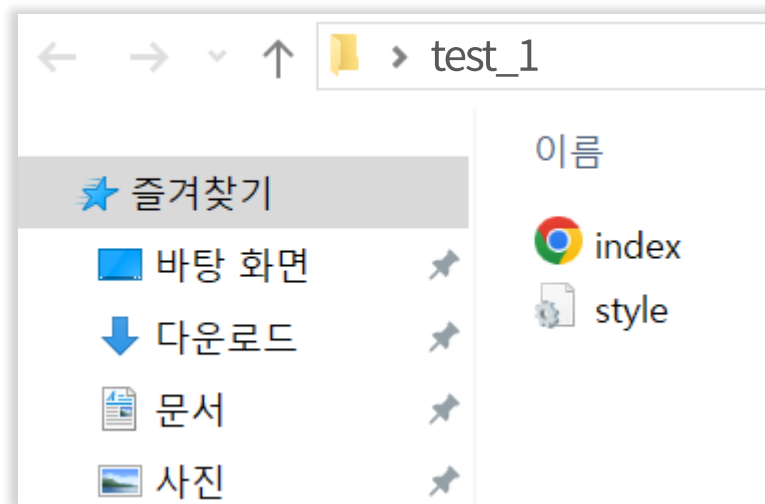 test_1
이름
즐겨찾기
바탕 화면
다운로드
문서
사진
index
style